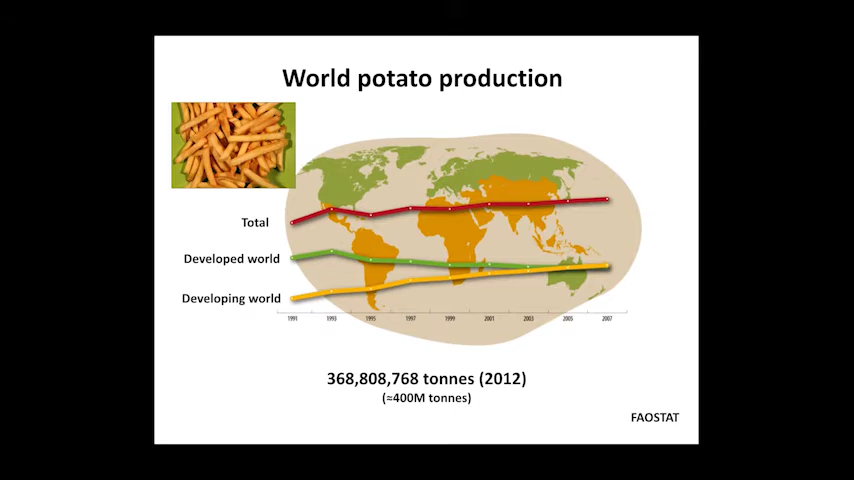 World potato production
Total
Developed world
Developing world
1991 1993 1995 1997 1999 2001 2003 2005 2007
368,808,768 tonnes (2012)
(≈400M tonnes)
FAOSTAT